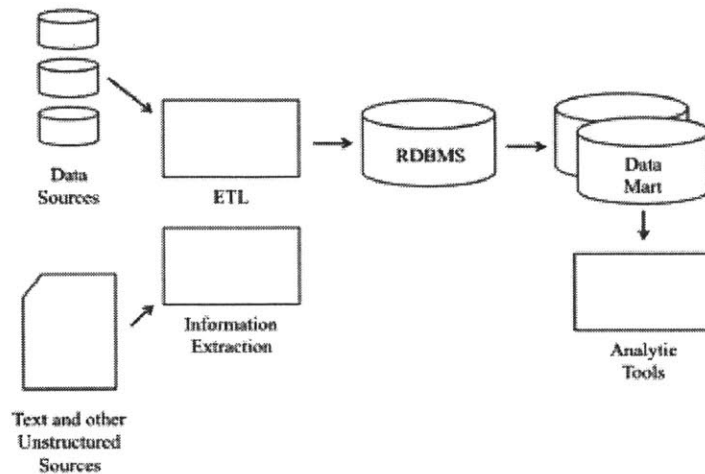 Data
Sources
ETL
RDBMS
Data
Mart
Information
Extraction
Analytic
Tools
Text and other
Unstructured
Sources